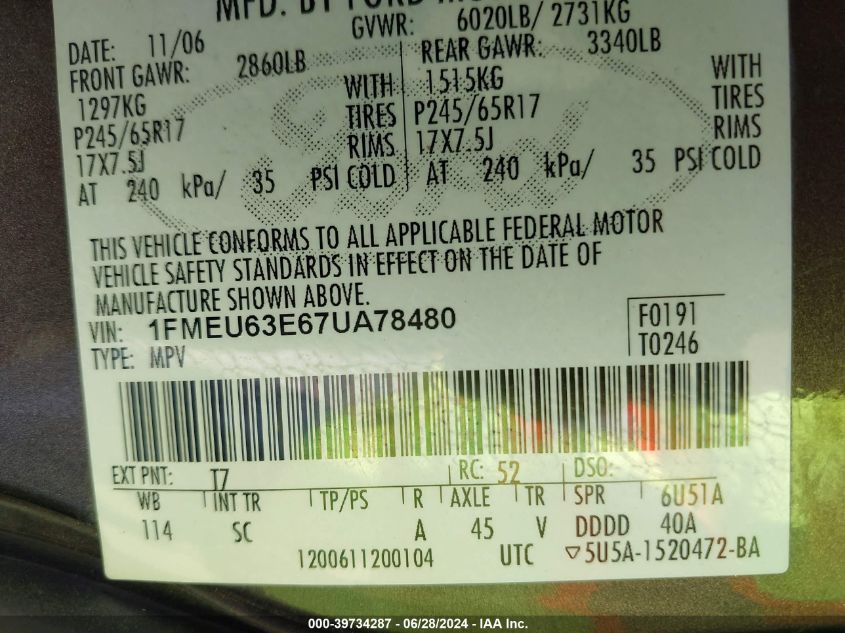 MFD. BY FORD
GVWR: 6020LB/ 2731KG
DATE: 11/06
FRONT GAWR: 2860LB
1297KG WITH
P245/65R17 TIRES
17X7.5J RIMS
AT 240 kPa/ 35 PSI COLD
REAR GAWR: 3340LB
1515KG WITH
P245/65R17 TIRES
17X7.5J RIMS
AT 240 kPa/ 35 PSI COLD
THIS VEHICLE CONFORMS TO ALL APPLICABLE FEDERAL MOTOR
VEHICLE SAFETY STANDARDS IN EFFECT ON THE DATE OF
MANUFACTURE SHOWN ABOVE.
VIN: 1FMEU63E67UA78480
TYPE: MPV
F0191
T0246
EXT PNT: T7 RC: 52 DSO:
WB INT TR TP/PS R AXLE TR SPR 6U51A
114 SC A 45 V DDDD 40A
1200611200104 UTC ▽5U5A-1520472-BA
000-39734287 - 06/28/2024 - IAA Inc.